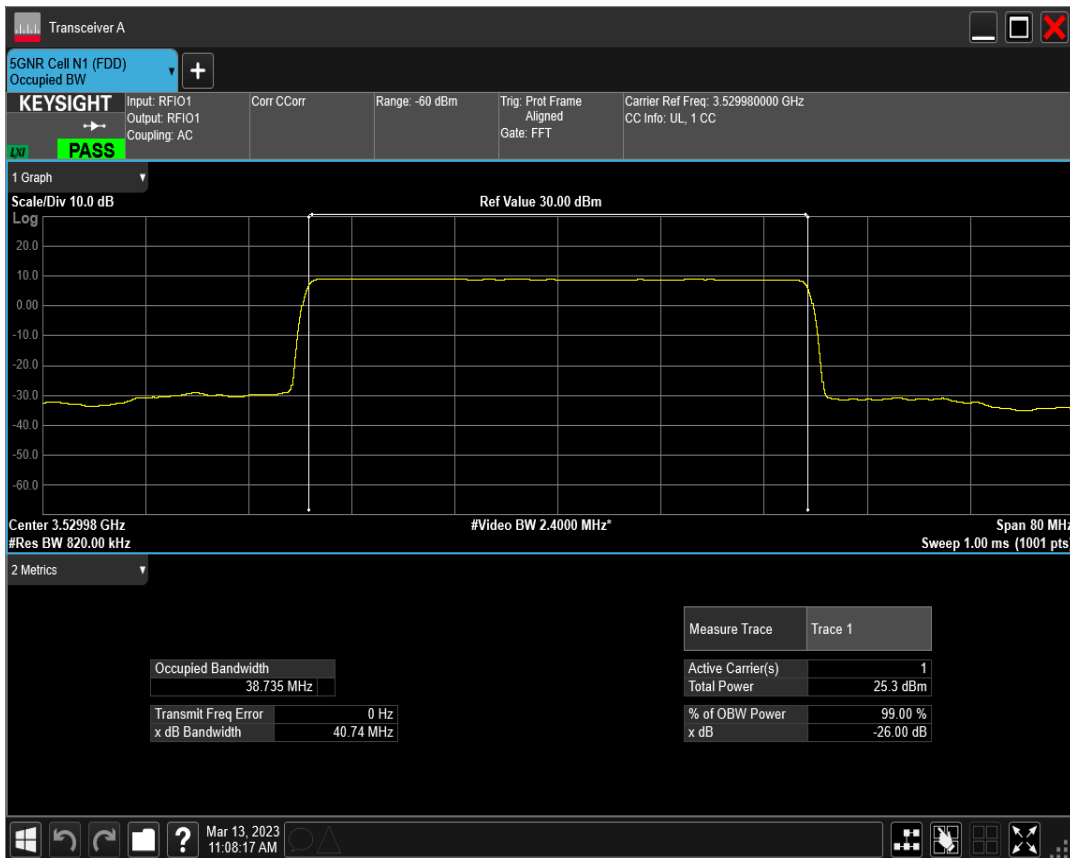 Transceiver A
5GNR Cell N1 (FDD)
Occupied BW
+
KEYSIGHT
LXI
PASS
Input: RFIO1
Output: RFIO1
Coupling: AC
Corr CCorr
Range: -60 dBm
Trig: Prot Frame
Aligned
Gate: FFT
Carrier Ref Freq: 3.529980000 GHz
CC Info: UL, 1 CC
1 Graph
Scale/Div 10.0 dB
Ref Value 30.00 dBm
Log
20.0
10.0
0.00
-10.0
-20.0
-30.0
-40.0
-50.0
-60.0
Center 3.52998 GHz
#Video BW 2.4000 MHz*
Span 80 MHz
#Res BW 820.00 kHz
Sweep 1.00 ms (1001 pts)
2 Metrics
Measure Trace Trace 1
Occupied Bandwidth
38.735 MHz
Active Carrier(s) 1
Total Power 25.3 dBm
Transmit Freq Error 0 Hz
x dB Bandwidth 40.74 MHz
% of OBW Power 99.00 %
x dB -26.00 dB
?
Mar 13, 2023
11:08:17 AM